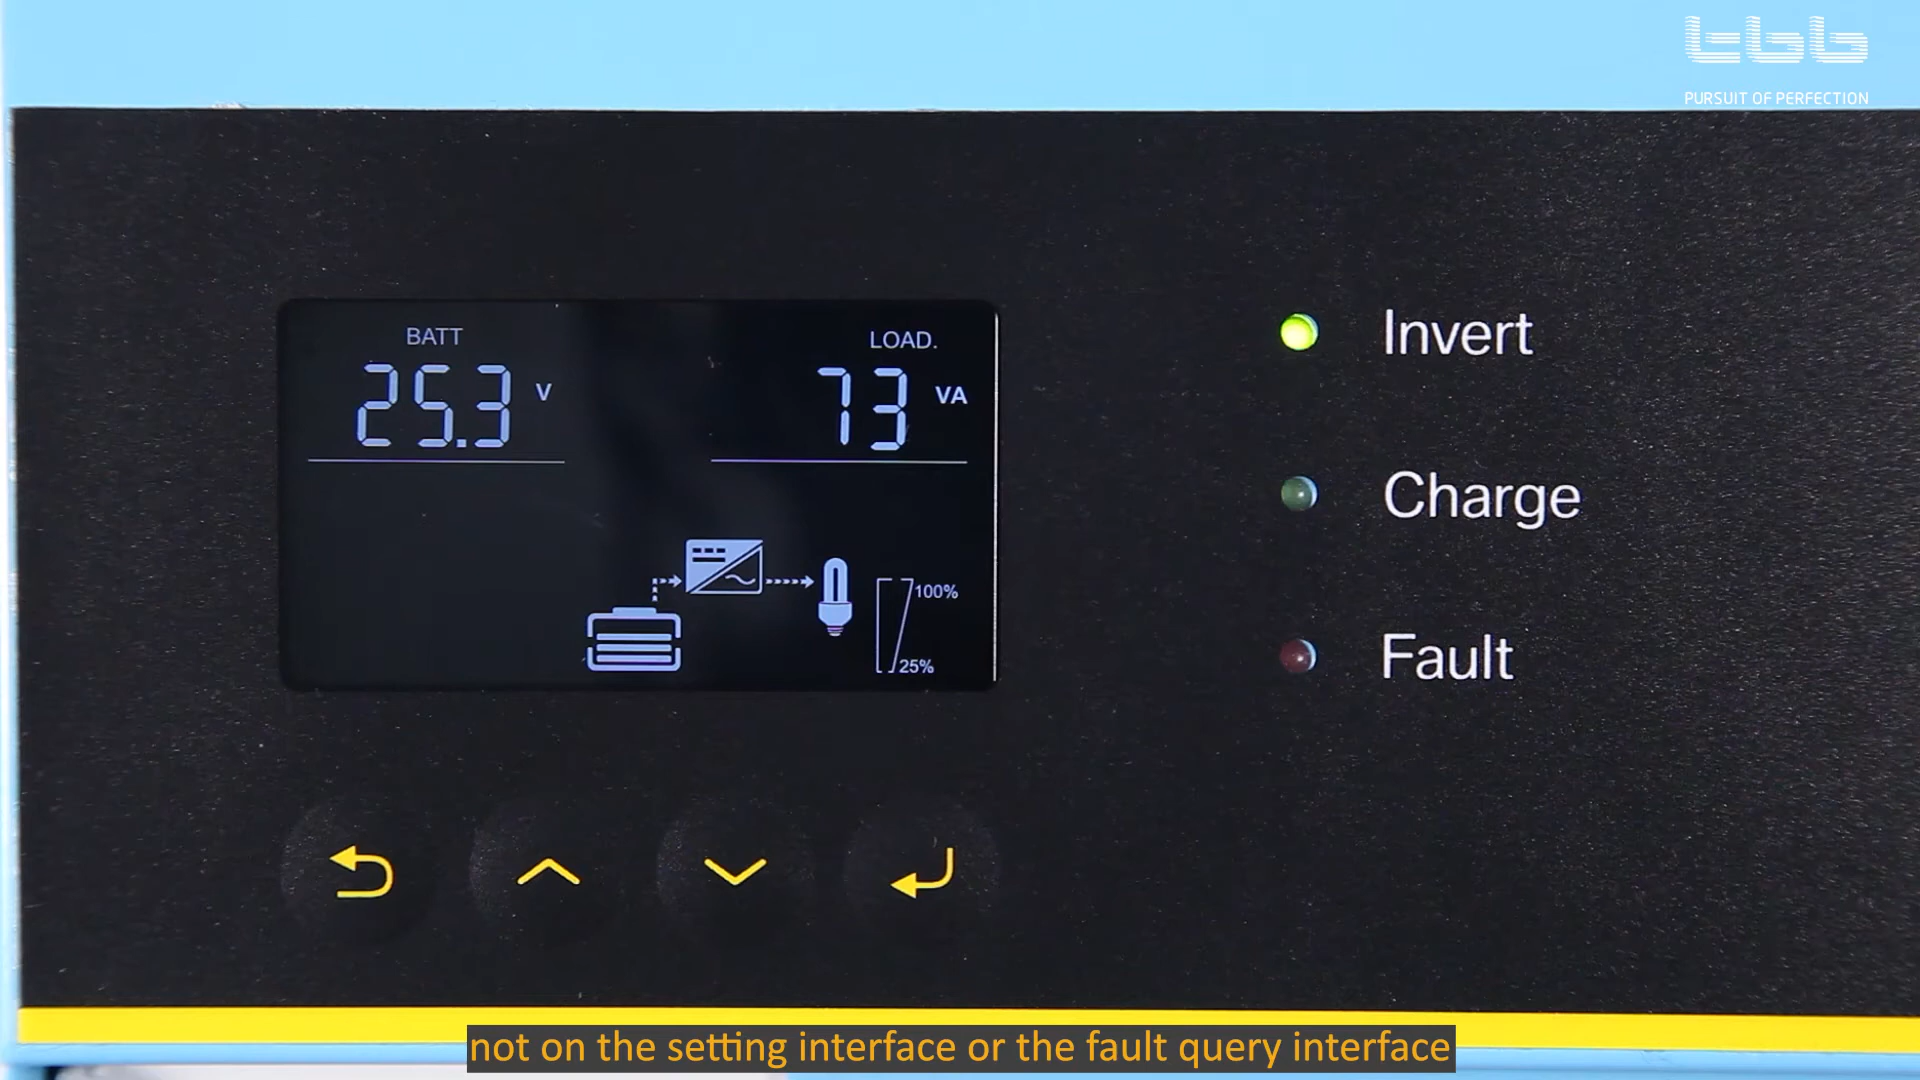 tbb
PURSUIT OF PERFECTION
BATT
25.3 V
LOAD.
73 VA
100%
25%
Invert
Charge
Fault
not on the setting interface or the fault query interface